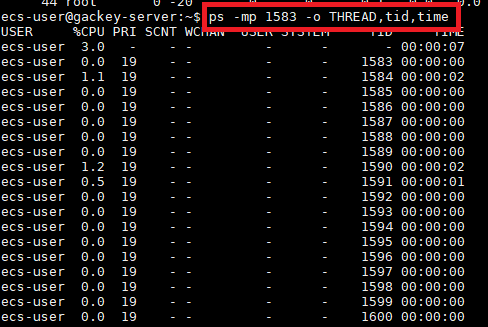 44 root 0 -20 0 0 0
ecs-user@gackey-server:~$ ps -mp 1583 -o THREAD,tid,time
USER %CPU PRI SCNT WCHAN USER SYSTEM TID TIME
ecs-user 3.0 - - - - - - 00:00:07
ecs-user 0.0 19 - - - - 1583 00:00:00
ecs-user 1.1 19 - - - - 1584 00:00:02
ecs-user 0.0 19 - - - - 1585 00:00:00
ecs-user 0.0 19 - - - - 1586 00:00:00
ecs-user 0.0 19 - - - - 1587 00:00:00
ecs-user 0.0 19 - - - - 1588 00:00:00
ecs-user 0.0 19 - - - - 1589 00:00:00
ecs-user 1.2 19 - - - - 1590 00:00:02
ecs-user 0.5 19 - - - - 1591 00:00:01
ecs-user 0.0 19 - - - - 1592 00:00:00
ecs-user 0.0 19 - - - - 1593 00:00:00
ecs-user 0.0 19 - - - - 1594 00:00:00
ecs-user 0.0 19 - - - - 1595 00:00:00
ecs-user 0.0 19 - - - - 1596 00:00:00
ecs-user 0.0 19 - - - - 1597 00:00:00
ecs-user 0.0 19 - - - - 1598 00:00:00
ecs-user 0.0 19 - - - - 1599 00:00:00
ecs-user 0.0 19 - - - - 1600 00:00:00